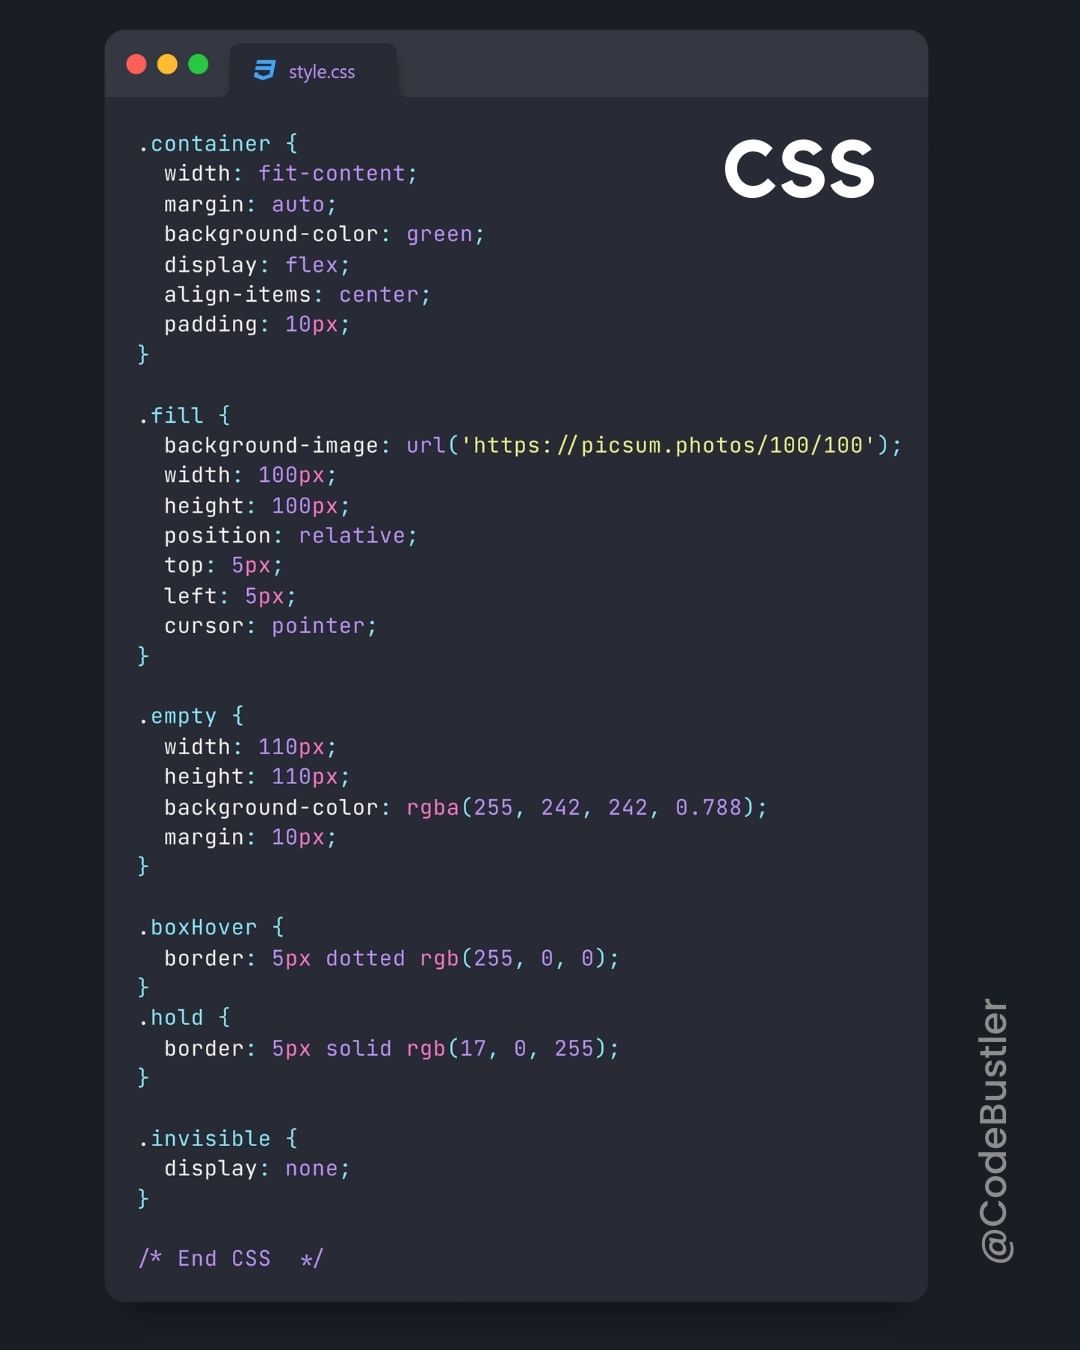 style.css
CSS
.container {
  width: fit-content;
  margin: auto;
  background-color: green;
  display: flex;
  align-items: center;
  padding: 10px;
}

.fill {
  background-image: url('https://picsum.photos/100/100');
  width: 100px;
  height: 100px;
  position: relative;
  top: 5px;
  left: 5px;
  cursor: pointer;
}

.empty {
  width: 110px;
  height: 110px;
  background-color: rgba(255, 242, 242, 0.788);
  margin: 10px;
}

.boxHover {
  border: 5px dotted rgb(255, 0, 0);
}
.hold {
  border: 5px solid rgb(17, 0, 255);
}

.invisible {
  display: none;
}

/* End CSS  */
@CodeBustler